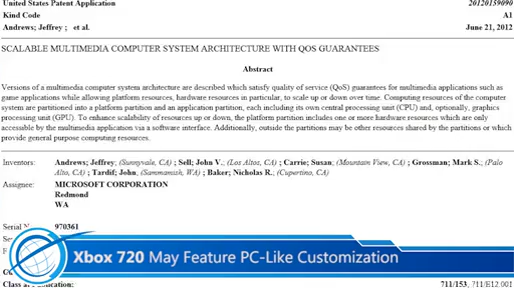 United States Patent Application 20120159090
Kind Code A1
Andrews; Jeffrey ; et al. June 21, 2012
SCALABLE MULTIMEDIA COMPUTER SYSTEM ARCHITECTURE WITH QOS GUARANTEES
Abstract
Versions of a multimedia computer system architecture are described which satisfy quality of service (QoS) guarantees for multimedia applications such as
game applications while allowing platform resources, hardware resources in particular, to scale up or down over time. Computing resources of the computer
system are partitioned into a platform partition and an application partition, each including its own central processing unit (CPU) and, optionally, graphics
processing unit (GPU). To enhance scalability of resources up or down, the platform partition includes one or more hardware resources which are only
accessible by the multimedia application via a software interface. Additionally, outside the partitions may be other resources shared by the partitions or which
provide general purpose computing resources.
Inventors: Andrews; Jeffrey; (Sunnyvale, CA) ; Sell; John V.; (Los Altos, CA) ; Carrie; Susan; (Mountain View, CA) ; Grossman; Mark S.; (Palo
Alto, CA) ; Tardif; John; (Sammamish, WA) ; Baker; Nicholas R.; (Cupertino, CA)
Assignee: MICROSOFT CORPORATION
Redmond
WA
Serial 970361
Xbox 720 May Feature PC-Like Customization
711/153; 711/E12.001